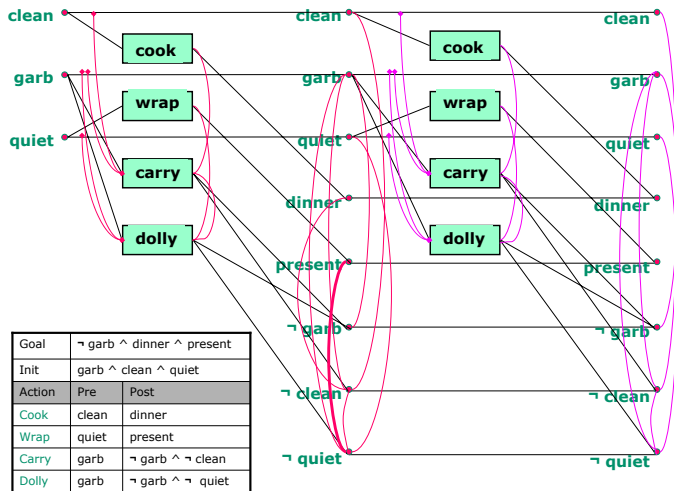 clean
clean
clean
cook
cook
garb
garb
garb
wrap
wrap
quiet
quiet
quiet
carry
carry
dinner
dinner
dolly
dolly
present
present
¬ garb
¬ garb
¬ clean
¬ clean
¬ quiet
¬ quiet
Goal ¬ garb ^ dinner ^ present
Init garb ^ clean ^ quiet
Action Pre Post
Cook clean dinner
Wrap quiet present
Carry garb ¬ garb ^ ¬ clean
Dolly garb ¬ garb ^ ¬ quiet